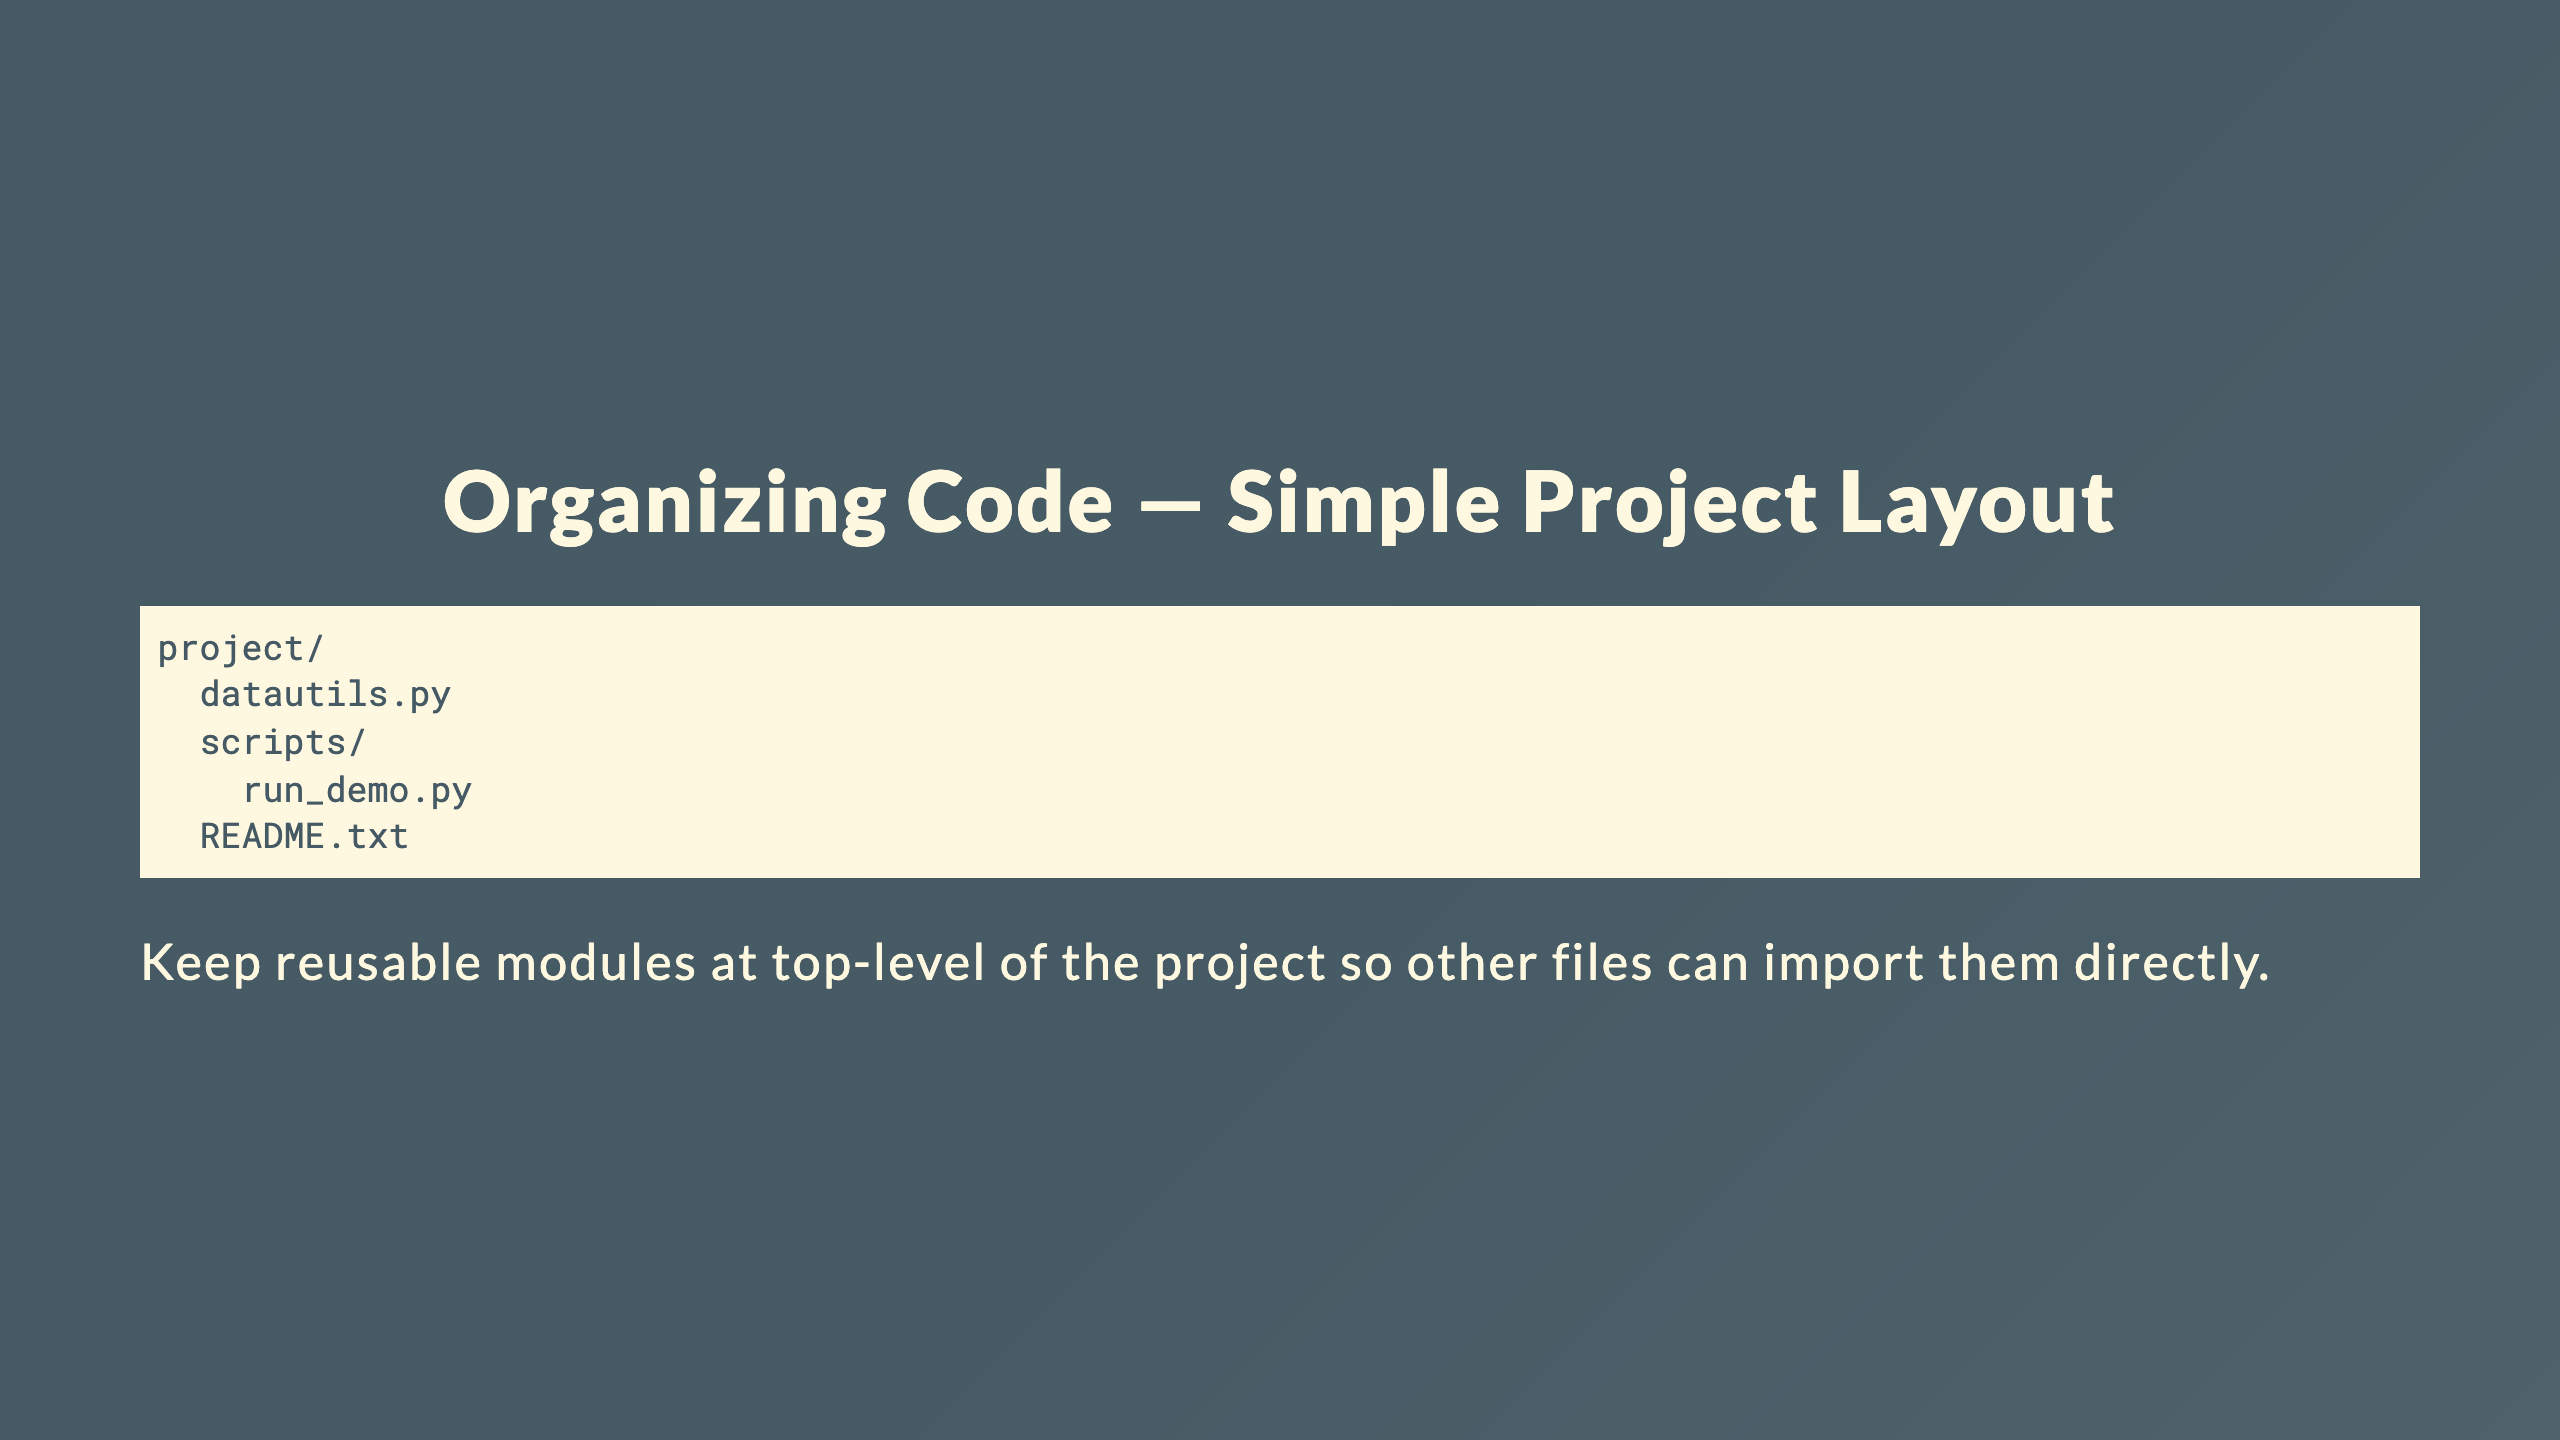 Organizing Code — Simple Project Layout
project/
  datautils.py
  scripts/
    run_demo.py
  README.txt
Keep reusable modules at top-level of the project so other files can import them directly.